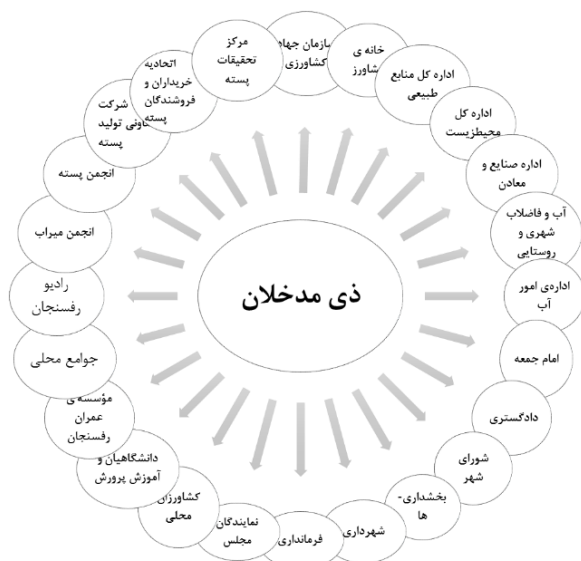 ذی مدخلان
سازمان جهاد
کشاورزی
خانه ی
کشاورز
اداره کل منابع
طبیعی
اداره کل
محیط‌زیست
اداره صنایع و
معادن
آب و فاضلاب
شهری و
روستایی
اداره‌ی امور
آب
امام جمعه
دادگستری
شورای
شهر
بخشداری-
ها
شهرداری
فرمانداری
نمایندگان
مجلس
کشاورزان
محلی
دانشگاهیان و
آموزش پرورش
مؤسسه ی
عمران
رفسنجان
جوامع محلی
رادیو
رفسنجان
انجمن میراب
انجمن پسته
شرکت
تعاونی تولید
پسته
اتحادیه
خریداران و
فروشندگان
پسته
مرکز
تحقیقات
پسته